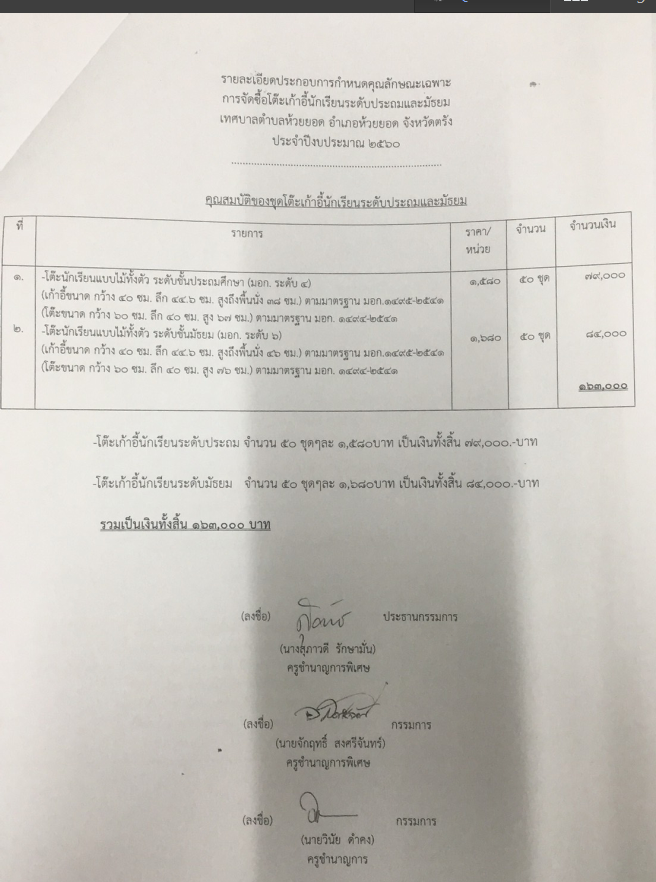 รายละเอียดประกอบการกำหนดคุณลักษณะเฉพาะ
การจัดซื้อโต๊ะเก้าอี้นักเรียนระดับประถมและมัธยม
เทศบาลตำบลห้วยยอด อำเภอห้วยยอด จังหวัดตรัง
ประจำปีงบประมาณ ๒๕๖๐
คุณสมบัติของชุดโต๊ะเก้าอี้นักเรียนระดับประถมและมัธยม
ที่ รายการ ราคา/หน่วย จำนวน จำนวนเงิน
๑. -โต๊ะนักเรียนแบบไม้ทั้งตัว ระดับชั้นประถมศึกษา (มอก. ระดับ ๔) ๑,๕๘๐ ๕๐ ชุด ๗๙,๐๐๐
(เก้าอี้ขนาด กว้าง ๔๐ ซม. ลึก ๔๔.๖ ซม. สูงถึงพื้นนั่ง ๓๘ ซม.) ตามมาตรฐาน มอก.๑๔๙๕-๒๕๔๑
(โต๊ะขนาด กว้าง ๖๐ ซม. ลึก ๔๐ ซม. สูง ๖๗ ซม.) ตามมาตรฐาน มอก. ๑๔๙๔-๒๕๔๑
๒. -โต๊ะนักเรียนแบบไม้ทั้งตัว ระดับชั้นมัธยม (มอก. ระดับ ๖) ๑,๖๘๐ ๕๐ ชุด ๘๔,๐๐๐
(เก้าอี้ขนาด กว้าง ๔๐ ซม. ลึก ๔๔.๖ ซม. สูงถึงพื้นนั่ง ๔๖ ซม.) ตามมาตรฐาน มอก.๑๔๙๕-๒๕๔๑
(โต๊ะขนาด กว้าง ๖๐ ซม. ลึก ๔๐ ซม. สูง ๗๖ ซม.) ตามมาตรฐาน มอก. ๑๔๙๔-๒๕๔๑
๑๖๓,๐๐๐
-โต๊ะเก้าอี้นักเรียนระดับประถม จำนวน ๕๐ ชุดๆละ ๑,๕๘๐บาท เป็นเงินทั้งสิ้น ๗๙,๐๐๐.-บาท
-โต๊ะเก้าอี้นักเรียนระดับมัธยม จำนวน ๕๐ ชุดๆละ ๑,๖๘๐บาท เป็นเงินทั้งสิ้น ๘๔,๐๐๐.-บาท
รวมเป็นเงินทั้งสิ้น ๑๖๓,๐๐๐ บาท
(ลงชื่อ) ประธานกรรมการ
(นางสุภาวดี รักษามั่น)
ครูชำนาญการพิเศษ
(ลงชื่อ) กรรมการ
(นายจักฤทธิ์ สงศรีจันทร์)
ครูชำนาญการพิเศษ
(ลงชื่อ) กรรมการ
(นายวินัย ดำคง)
ครูชำนาญการ